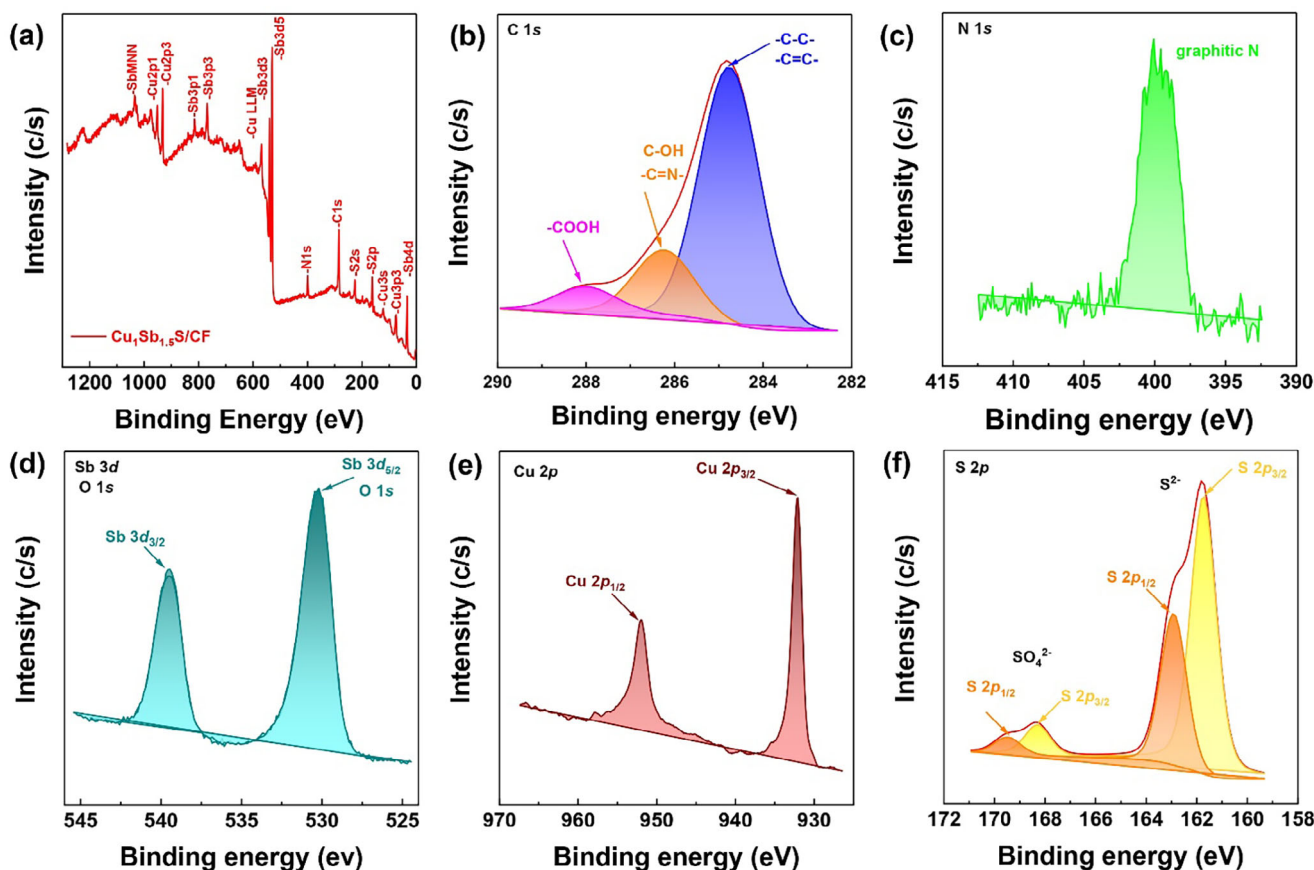 (a)
-SbMNN
-Cu2p1
-Cu2p3
-Sb3p1
-Sb3p3
-Cu LLM
-Sb3d3
-Sb3d5
-N1s
-C1s
-S2s
-S2p
-Cu3s
-Cu3p3
-Sb4d
Cu₁Sb₁.₅S/CF
Intensity (c/s)
1200 1000 800 600 400 200 0
Binding Energy (eV)
(b)
C 1s
-C-C-
-C=C-
C-OH
-C=N-
-COOH
Intensity (c/s)
290 288 286 284 282
Binding energy (eV)
(c)
N 1s
graphitic N
Intensity (c/s)
415 410 405 400 395 390
Binding energy (eV)
(d)
Sb 3d
O 1s
Sb 3d₅/₂
O 1s
Sb 3d₃/₂
Intensity (c/s)
545 540 535 530 525
Binding energy (ev)
(e)
Cu 2p
Cu 2p₃/₂
Cu 2p₁/₂
Intensity (c/s)
970 960 950 940 930
Binding energy (eV)
(f)
S 2p
S²⁻
S 2p₃/₂
S 2p₁/₂
SO₄²⁻
S 2p₁/₂
S 2p₃/₂
Intensity (c/s)
172 170 168 166 164 162 160 158
Binding energy (eV)